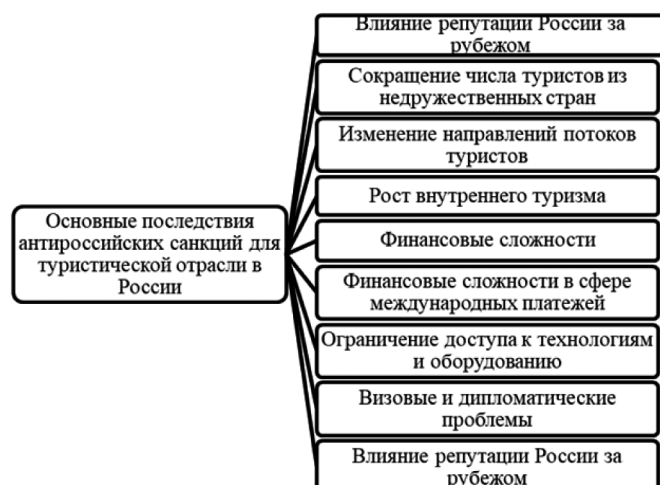 Влияние репутации России за
рубежом
Сокращение числа туристов из
недружественных стран
Изменение направлений потоков
туристов
Рост внутреннего туризма
Основные последствия
антироссийских санкций для
туристической отрасли в
России
Финансовые сложности
Финансовые сложности в сфере
международных платежей
Ограничение доступа к технологиям
и оборудованию
Визовые и дипломатические
проблемы
Влияние репутации России за
рубежом